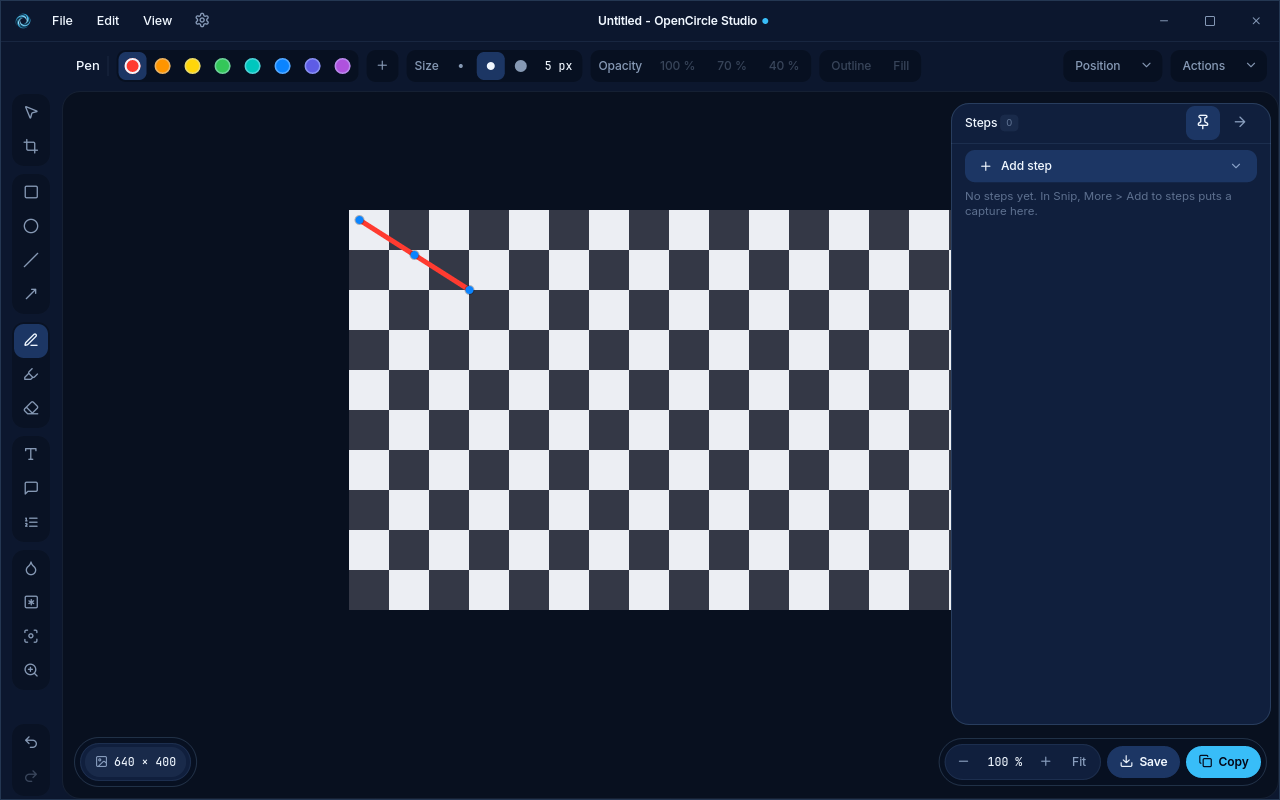 File Edit View Untitled - OpenCircle Studio
Pen Size 5 px Opacity 100 % 70 % 40 % Outline Fill Position Actions
Steps 0
Add step
No steps yet. In Snip, More > Add to steps puts a
capture here.
640 × 400 100 % Fit Save Copy